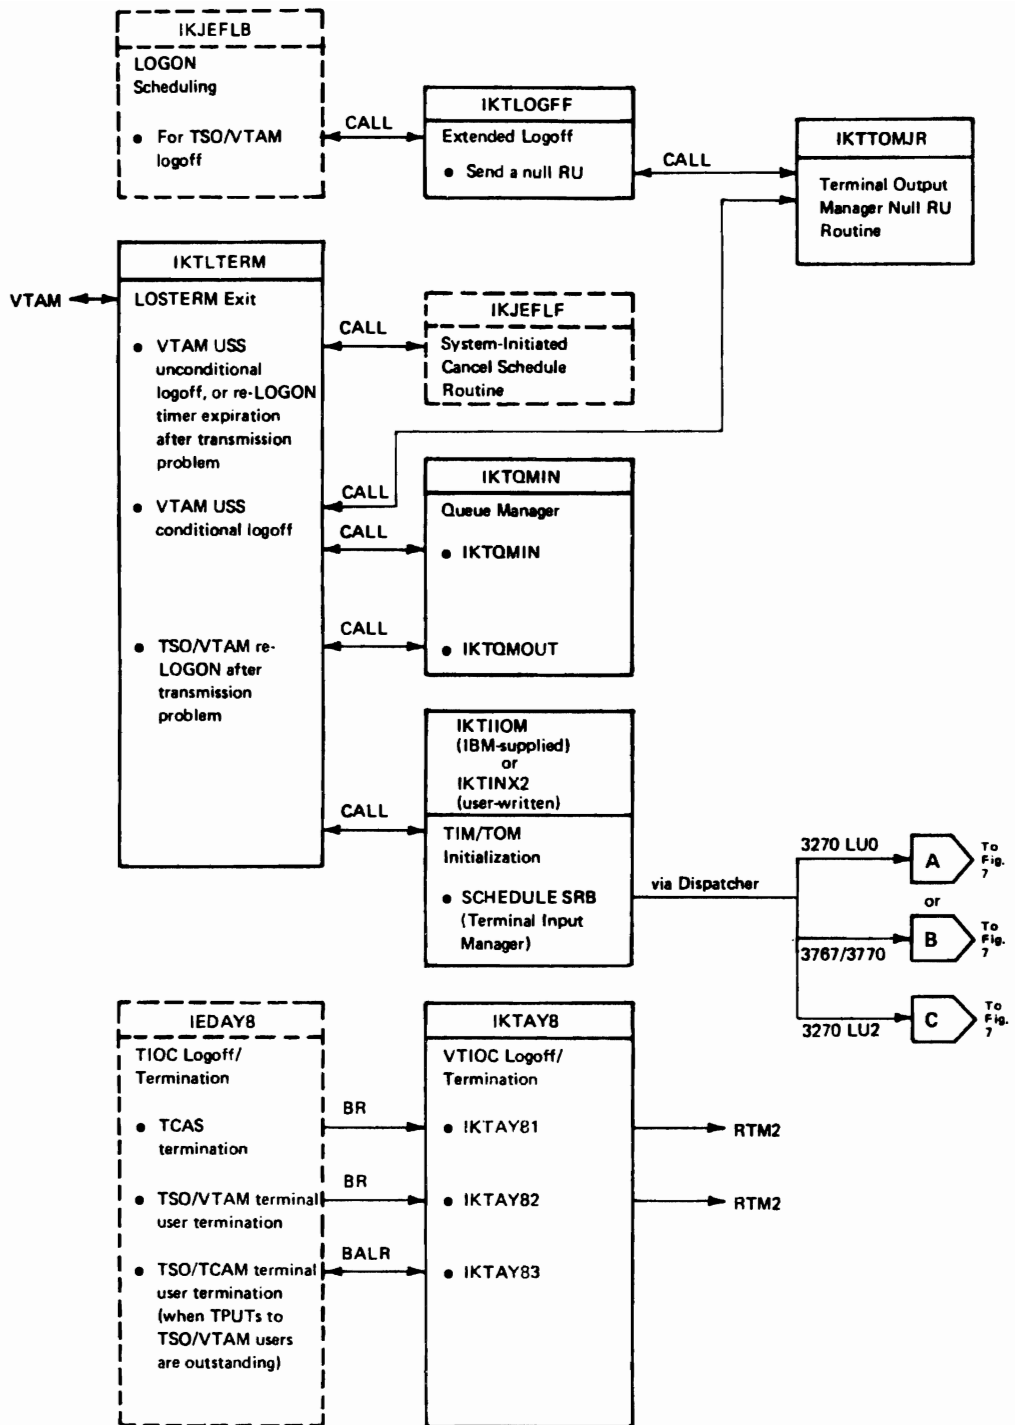 IKJEFLB
LOGON
Scheduling
• For TSO/VTAM
logoff
CALL
IKTLOGFF
Extended Logoff
• Send a null RU
CALL
IKTTOMJR
Terminal Output
Manager Null RU
Routine
VTAM
IKTLTERM
LOSTERM Exit
• VTAM USS
unconditional
logoff, or re-LOGON
timer expiration
after transmission
problem
• VTAM USS
conditional logoff
• TSO/VTAM re-
LOGON after
transmission
problem
CALL
IKJEFLF
System-Initiated
Cancel Schedule
Routine
CALL
CALL
IKTQMIN
Queue Manager
• IKTQMIN
CALL
• IKTQMOUT
CALL
IKTIIOM
(IBM-supplied)
or
IKTINX2
(user-written)
TIM/TOM
Initialization
• SCHEDULE SRB
(Terminal Input
Manager)
via Dispatcher
3270 LU0
A
To
Fig.
7
or
3767/3770
B
To
Fig.
7
3270 LU2
C
To
Fig.
7
IEDAY8
TIOC Logoff/
Termination
• TCAS
termination
• TSO/VTAM terminal
user termination
• TSO/TCAM terminal
user termination
(when TPUTs to
TSO/VTAM users
are outstanding)
BR
BR
BALR
IKTAY8
VTIOC Logoff/
Termination
• IKTAY81
• IKTAY82
• IKTAY83
RTM2
RTM2